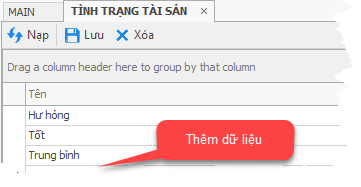 MAIN TÌNH TRẠNG TÀI SẢN
Nạp Lưu Xóa
Drag a column header here to group by that column
Tên
Hư hỏng
Tốt
Trung bình
Thêm dữ liệu